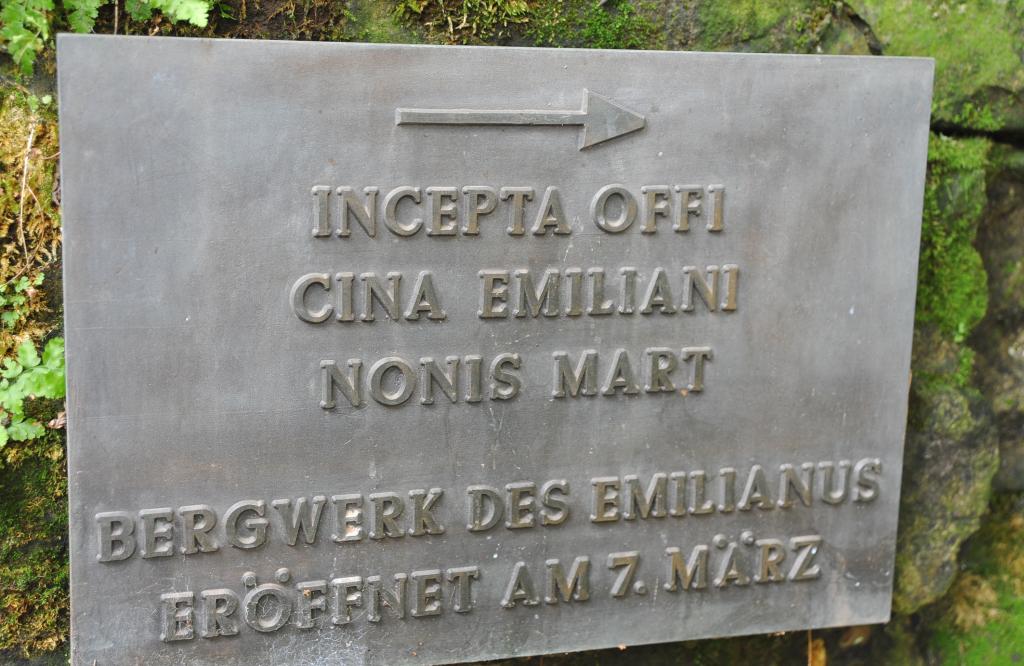 INCEPTA OFFI
CINA EMILIANI
NONIS MART
BERGWERK DES EMILIANUS
ERÖFFNET AM 7. MÄRZ